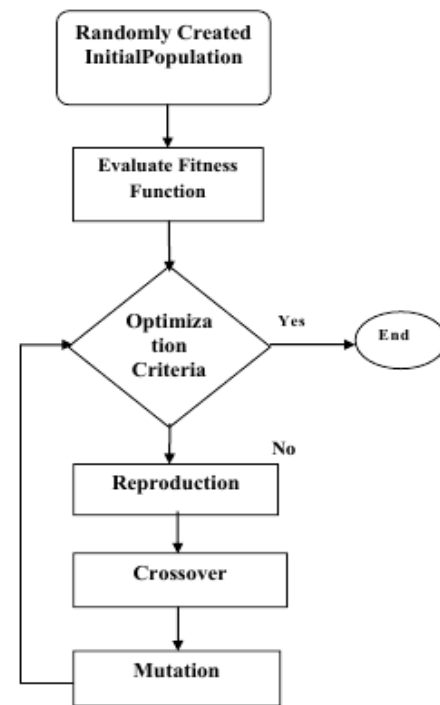 Randomly Created
InitialPopulation
Evaluate Fitness
Function
Optimiza
tion
Criteria
Yes
End
No
Reproduction
Crossover
Mutation